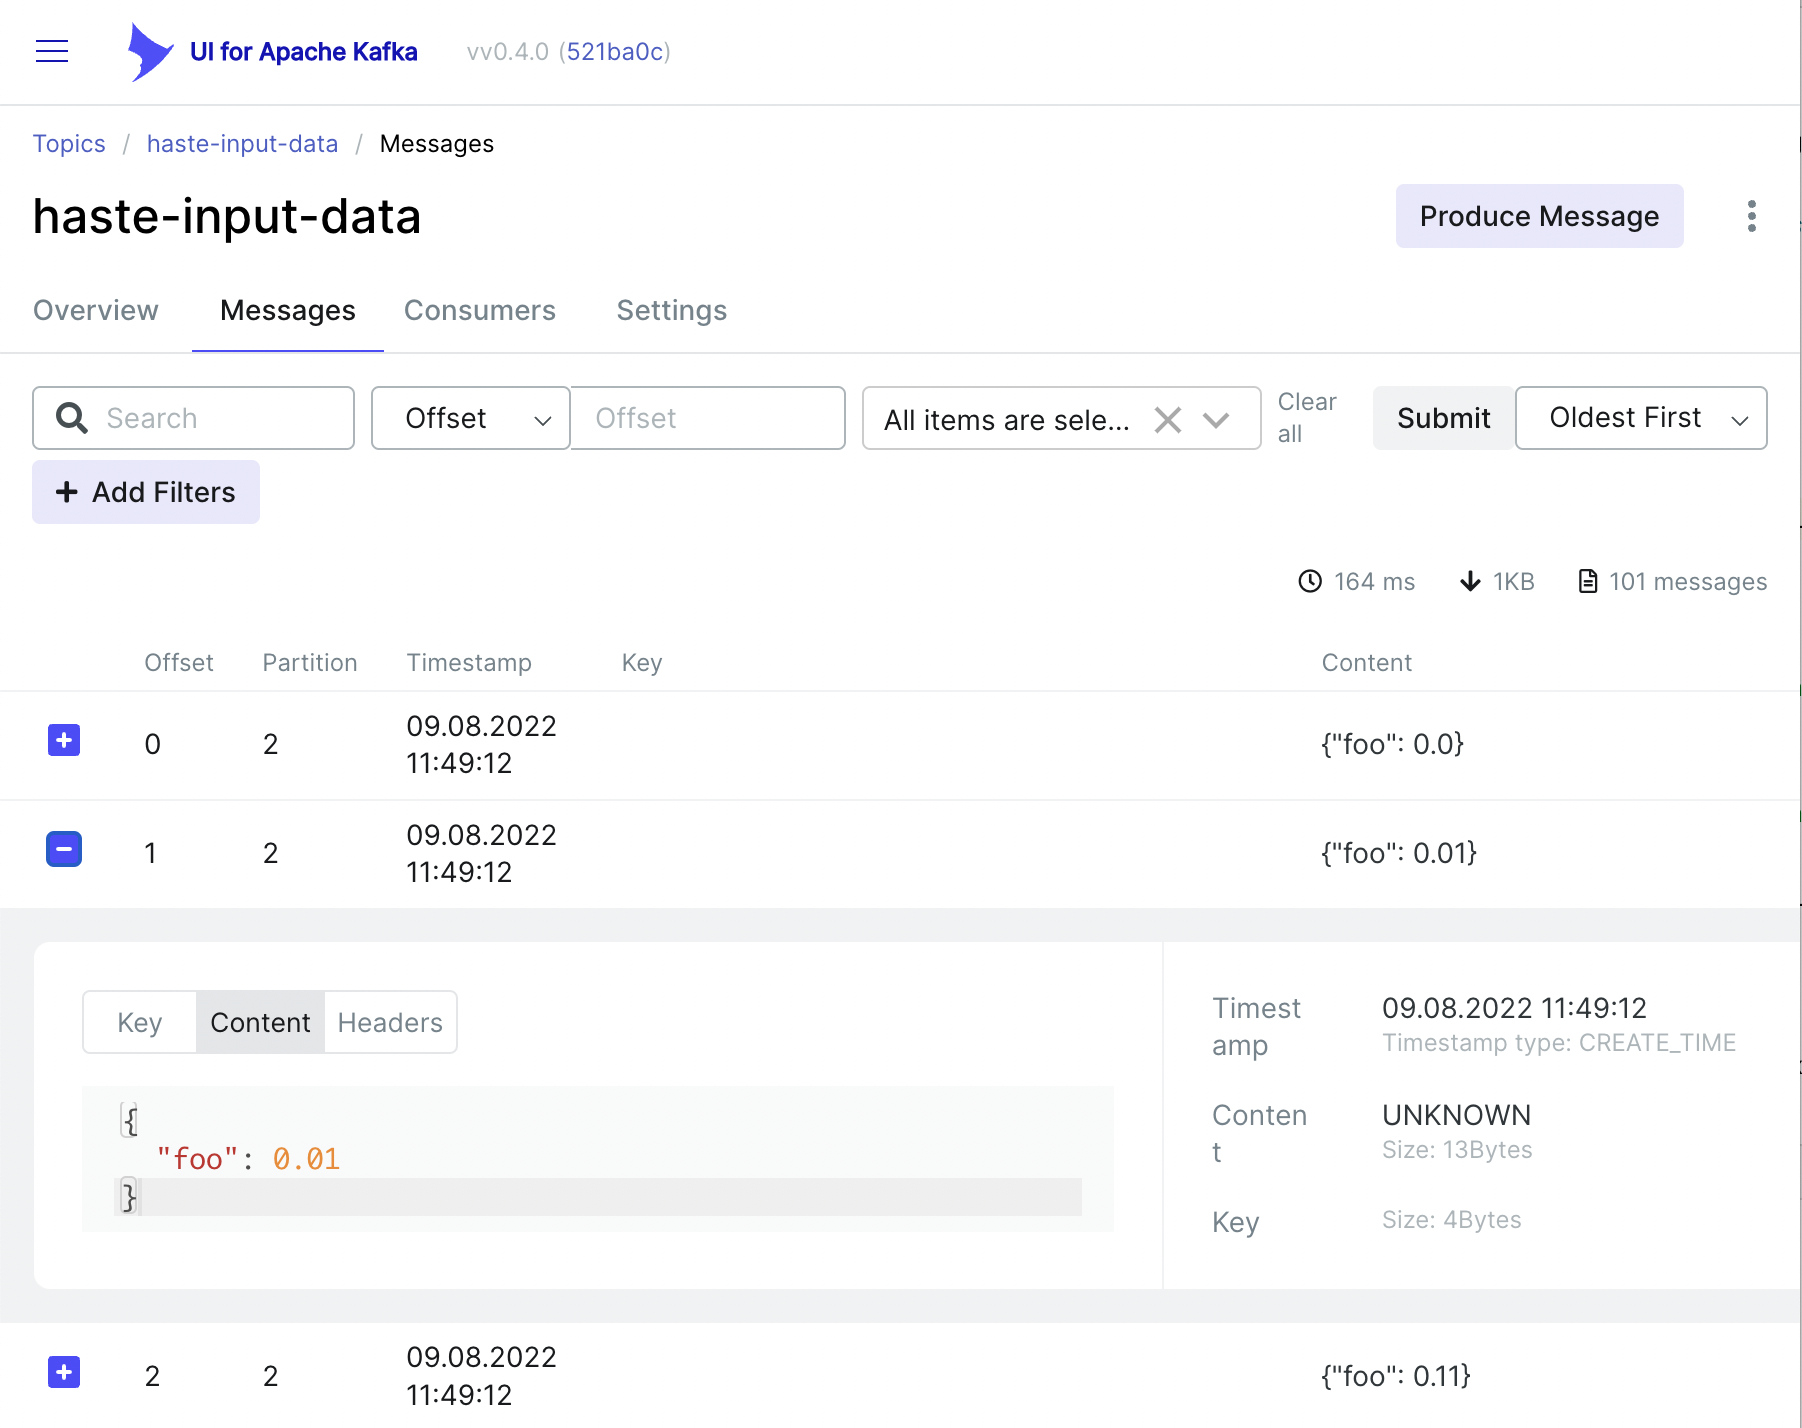 UI for Apache Kafka vv0.4.0 (521ba0c)
Topics / haste-input-data / Messages
haste-input-data
Produce Message
Overview Messages Consumers Settings
Search Offset Offset All items are sele... Clear all Submit Oldest First
+ Add Filters
164 ms 1KB 101 messages
Offset Partition Timestamp Key Content
0 2 09.08.2022 11:49:12 {"foo": 0.0}
1 2 09.08.2022 11:49:12 {"foo": 0.01}
Key Content Headers
{
"foo": 0.01
}
Timest
amp
09.08.2022 11:49:12
Timestamp type: CREATE_TIME
Conten
t
UNKNOWN
Size: 13Bytes
Key
Size: 4Bytes
2 2 09.08.2022 11:49:12 {"foo": 0.11}